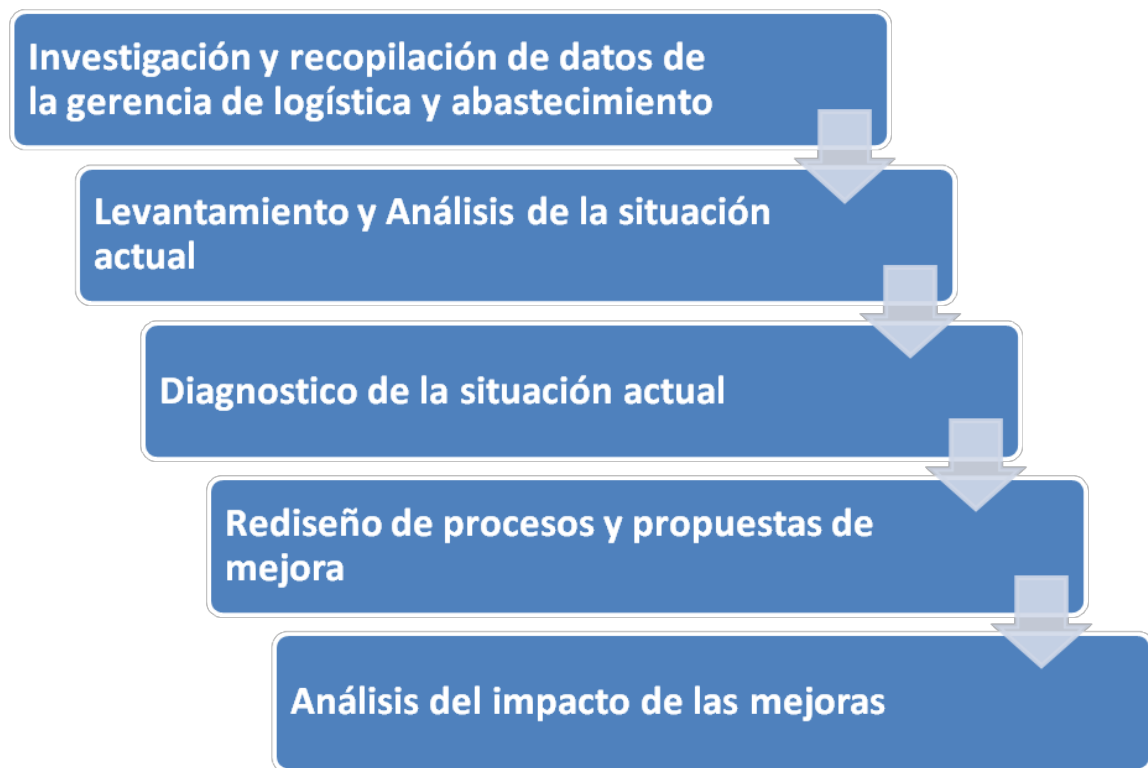 Investigación y recopilación de datos de
la gerencia de logística y abastecimiento
Levantamiento y Análisis de la situación
actual
Diagnostico de la situación actual
Rediseño de procesos y propuestas de
mejora
Análisis del impacto de las mejoras